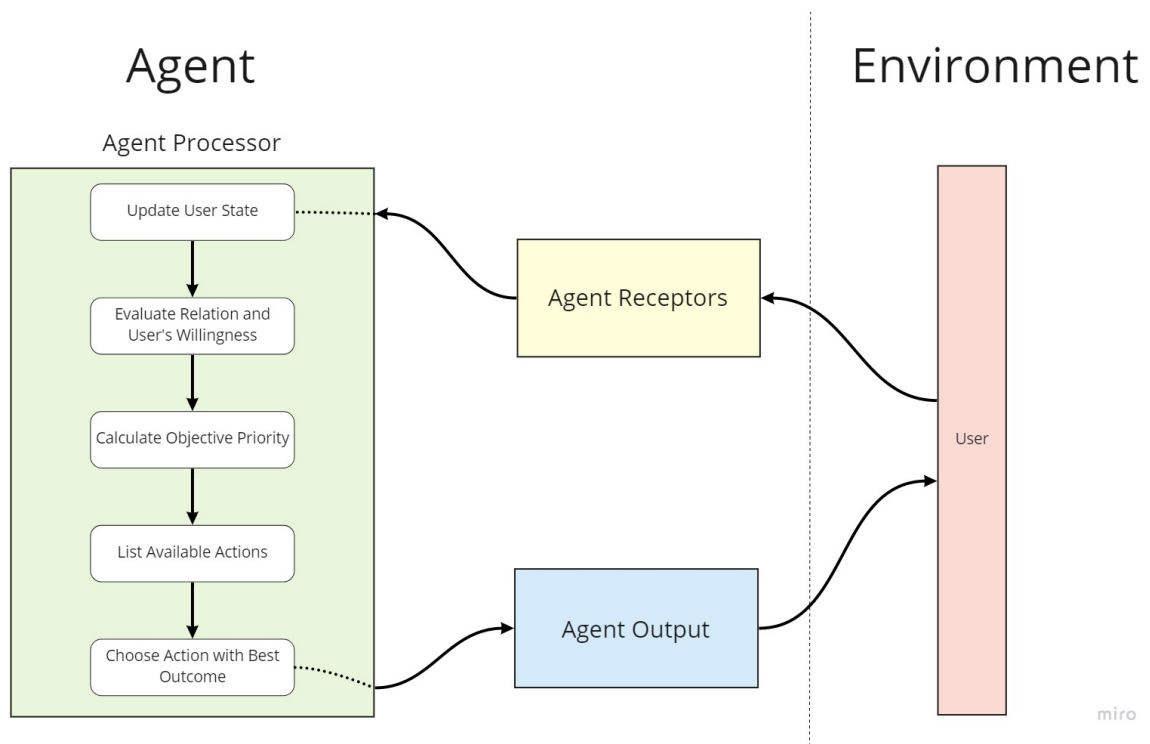 Agent
Environment
Agent Processor
Update User State
Evaluate Relation and
User's Willingness
Calculate Objective Priority
List Available Actions
Choose Action with Best
Outcome
Agent Receptors
Agent Output
User
miro